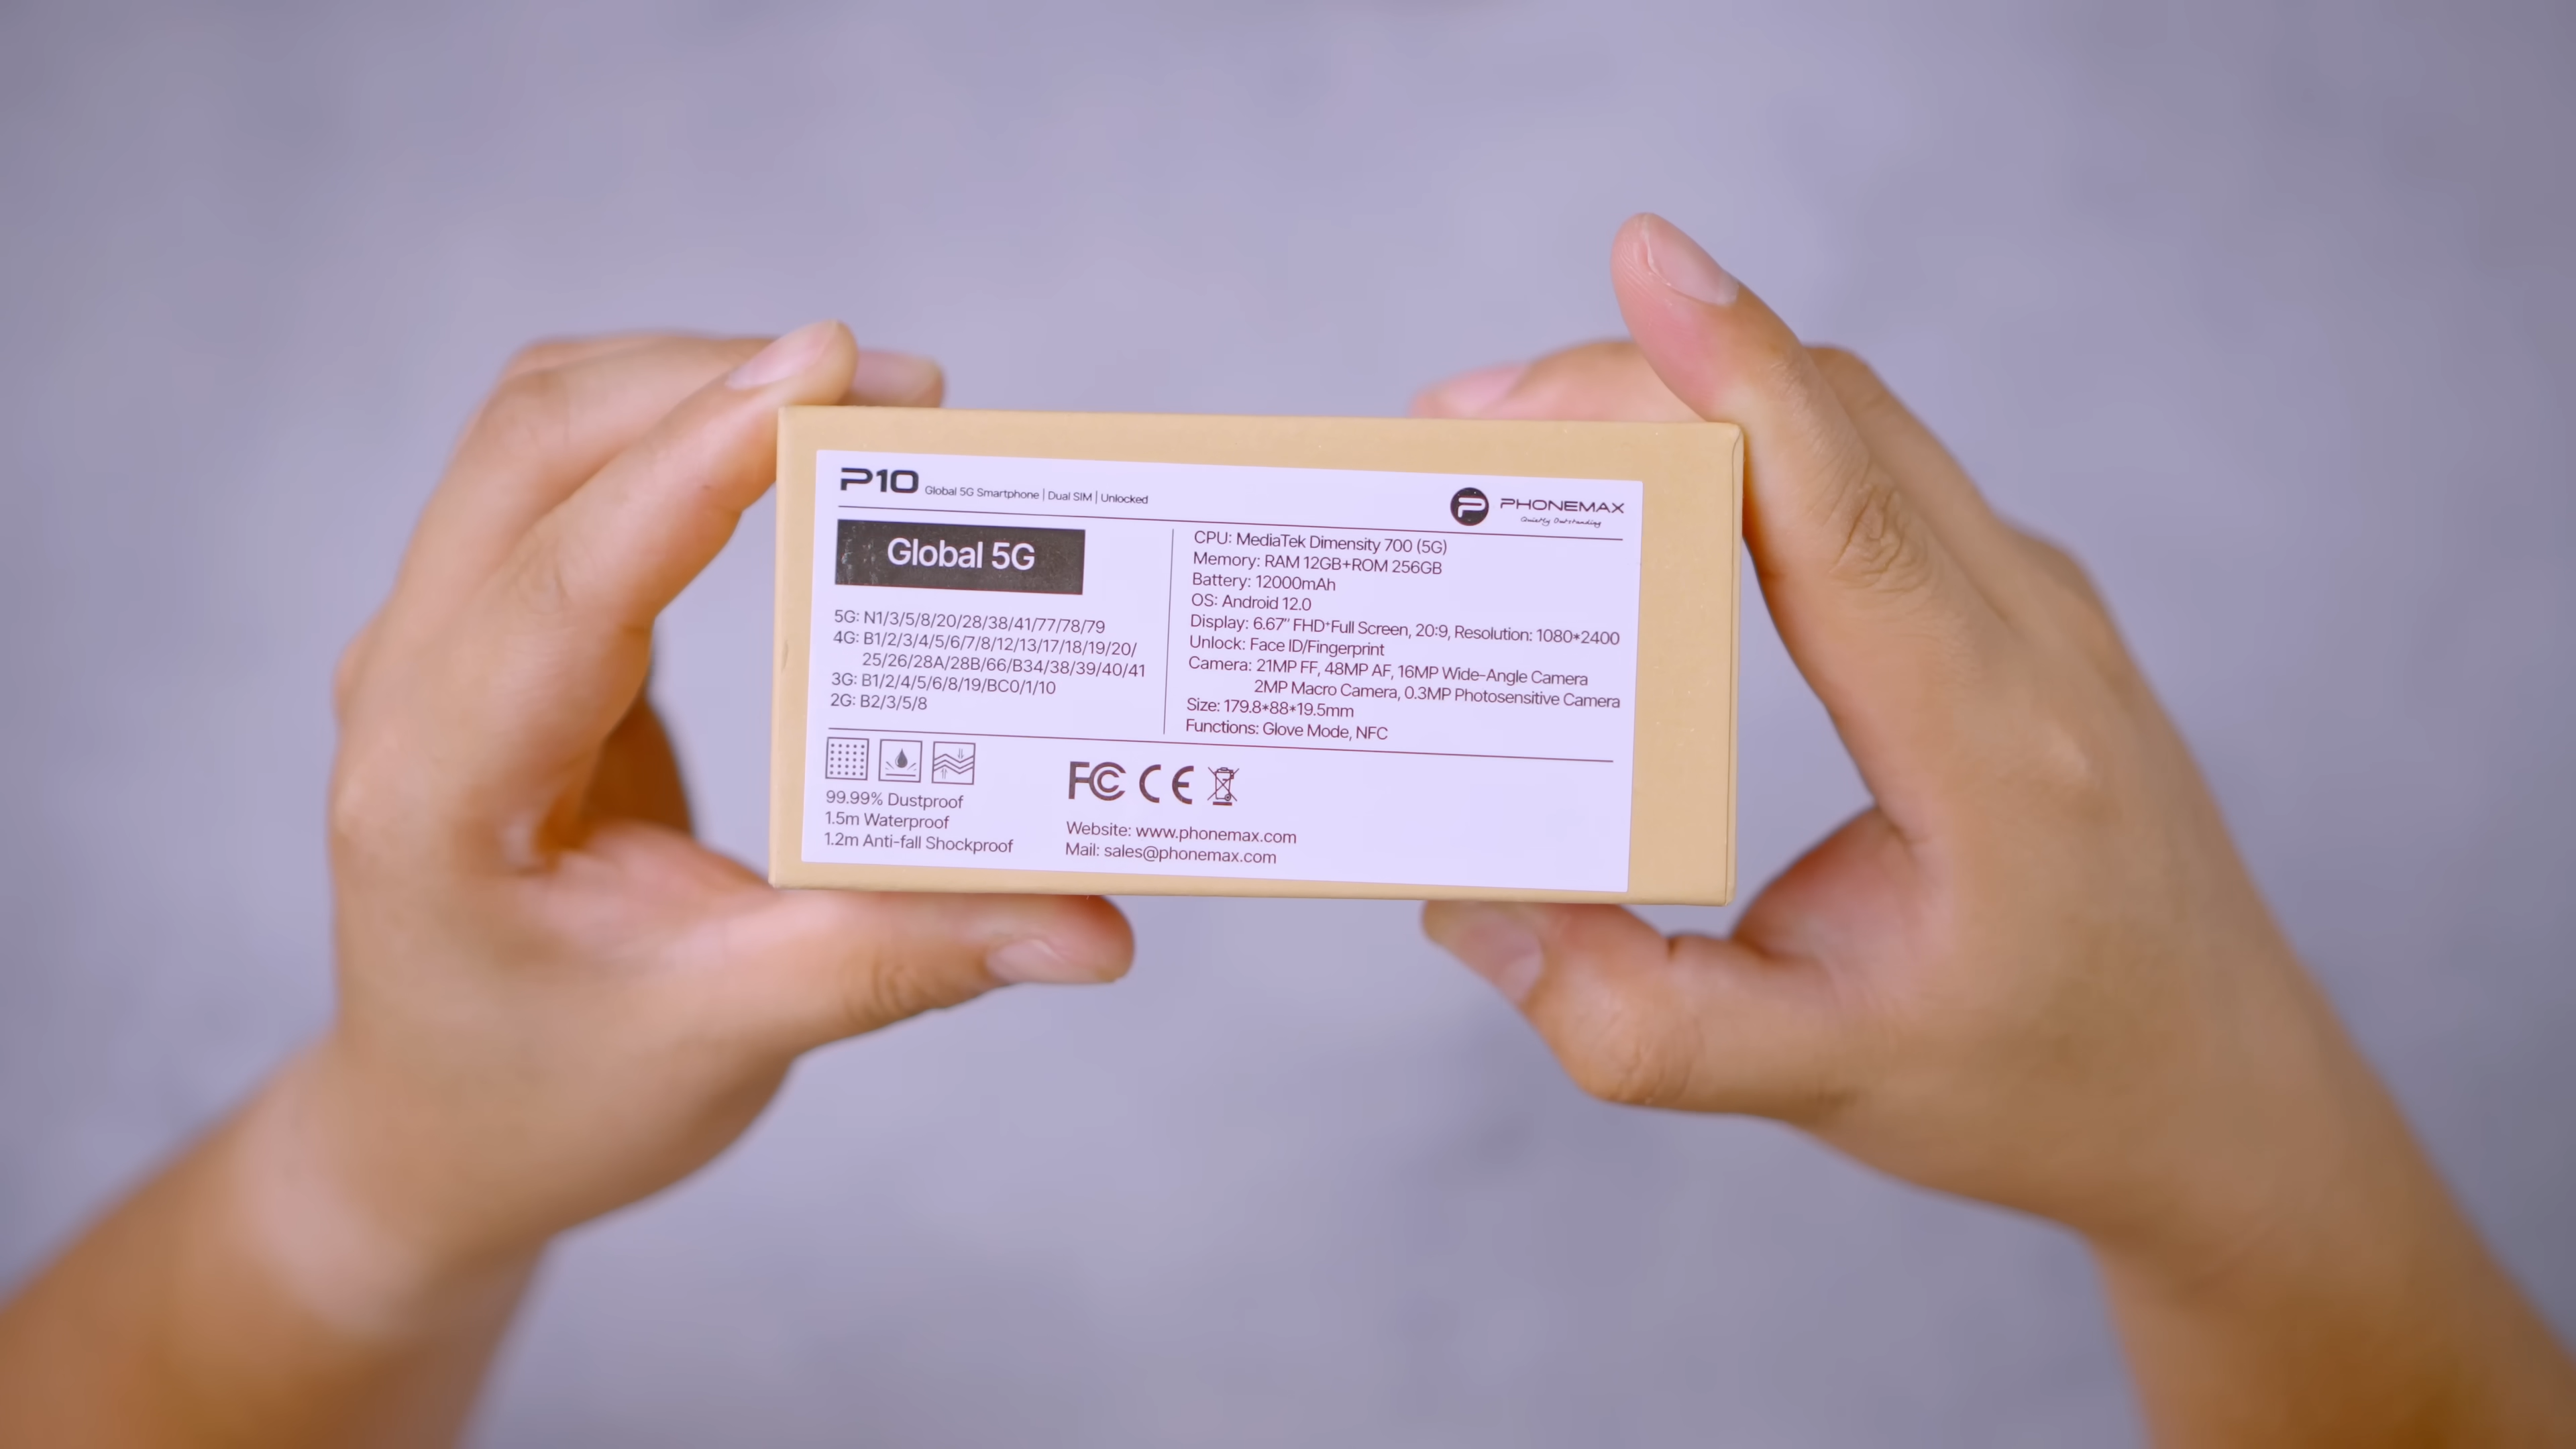 P10 Global 5G Smartphone | Dual SIM | Unlocked
PHONEMAX
Quietly Outstanding
Global 5G
5G: N1/3/5/8/20/28/38/41/77/78/79
4G: B1/2/3/4/5/6/7/8/12/13/17/18/19/20/
25/26/28A/28B/66/B34/38/39/40/41
3G: B1/2/4/5/6/8/19/BC0/1/10
2G: B2/3/5/8
CPU: MediaTek Dimensity 700 (5G)
Memory: RAM 12GB+ROM 256GB
Battery: 12000mAh
OS: Android 12.0
Display: 6.67" FHD+Full Screen, 20:9, Resolution: 1080*2400
Unlock: Face ID/Fingerprint
Camera: 21MP FF, 48MP AF, 16MP Wide-Angle Camera
2MP Macro Camera, 0.3MP Photosensitive Camera
Size: 179.8*88*19.5mm
Functions: Glove Mode, NFC
99.99% Dustproof
1.5m Waterproof
1.2m Anti-fall Shockproof
FC CE
Website: www.phonemax.com
Mail: sales@phonemax.com